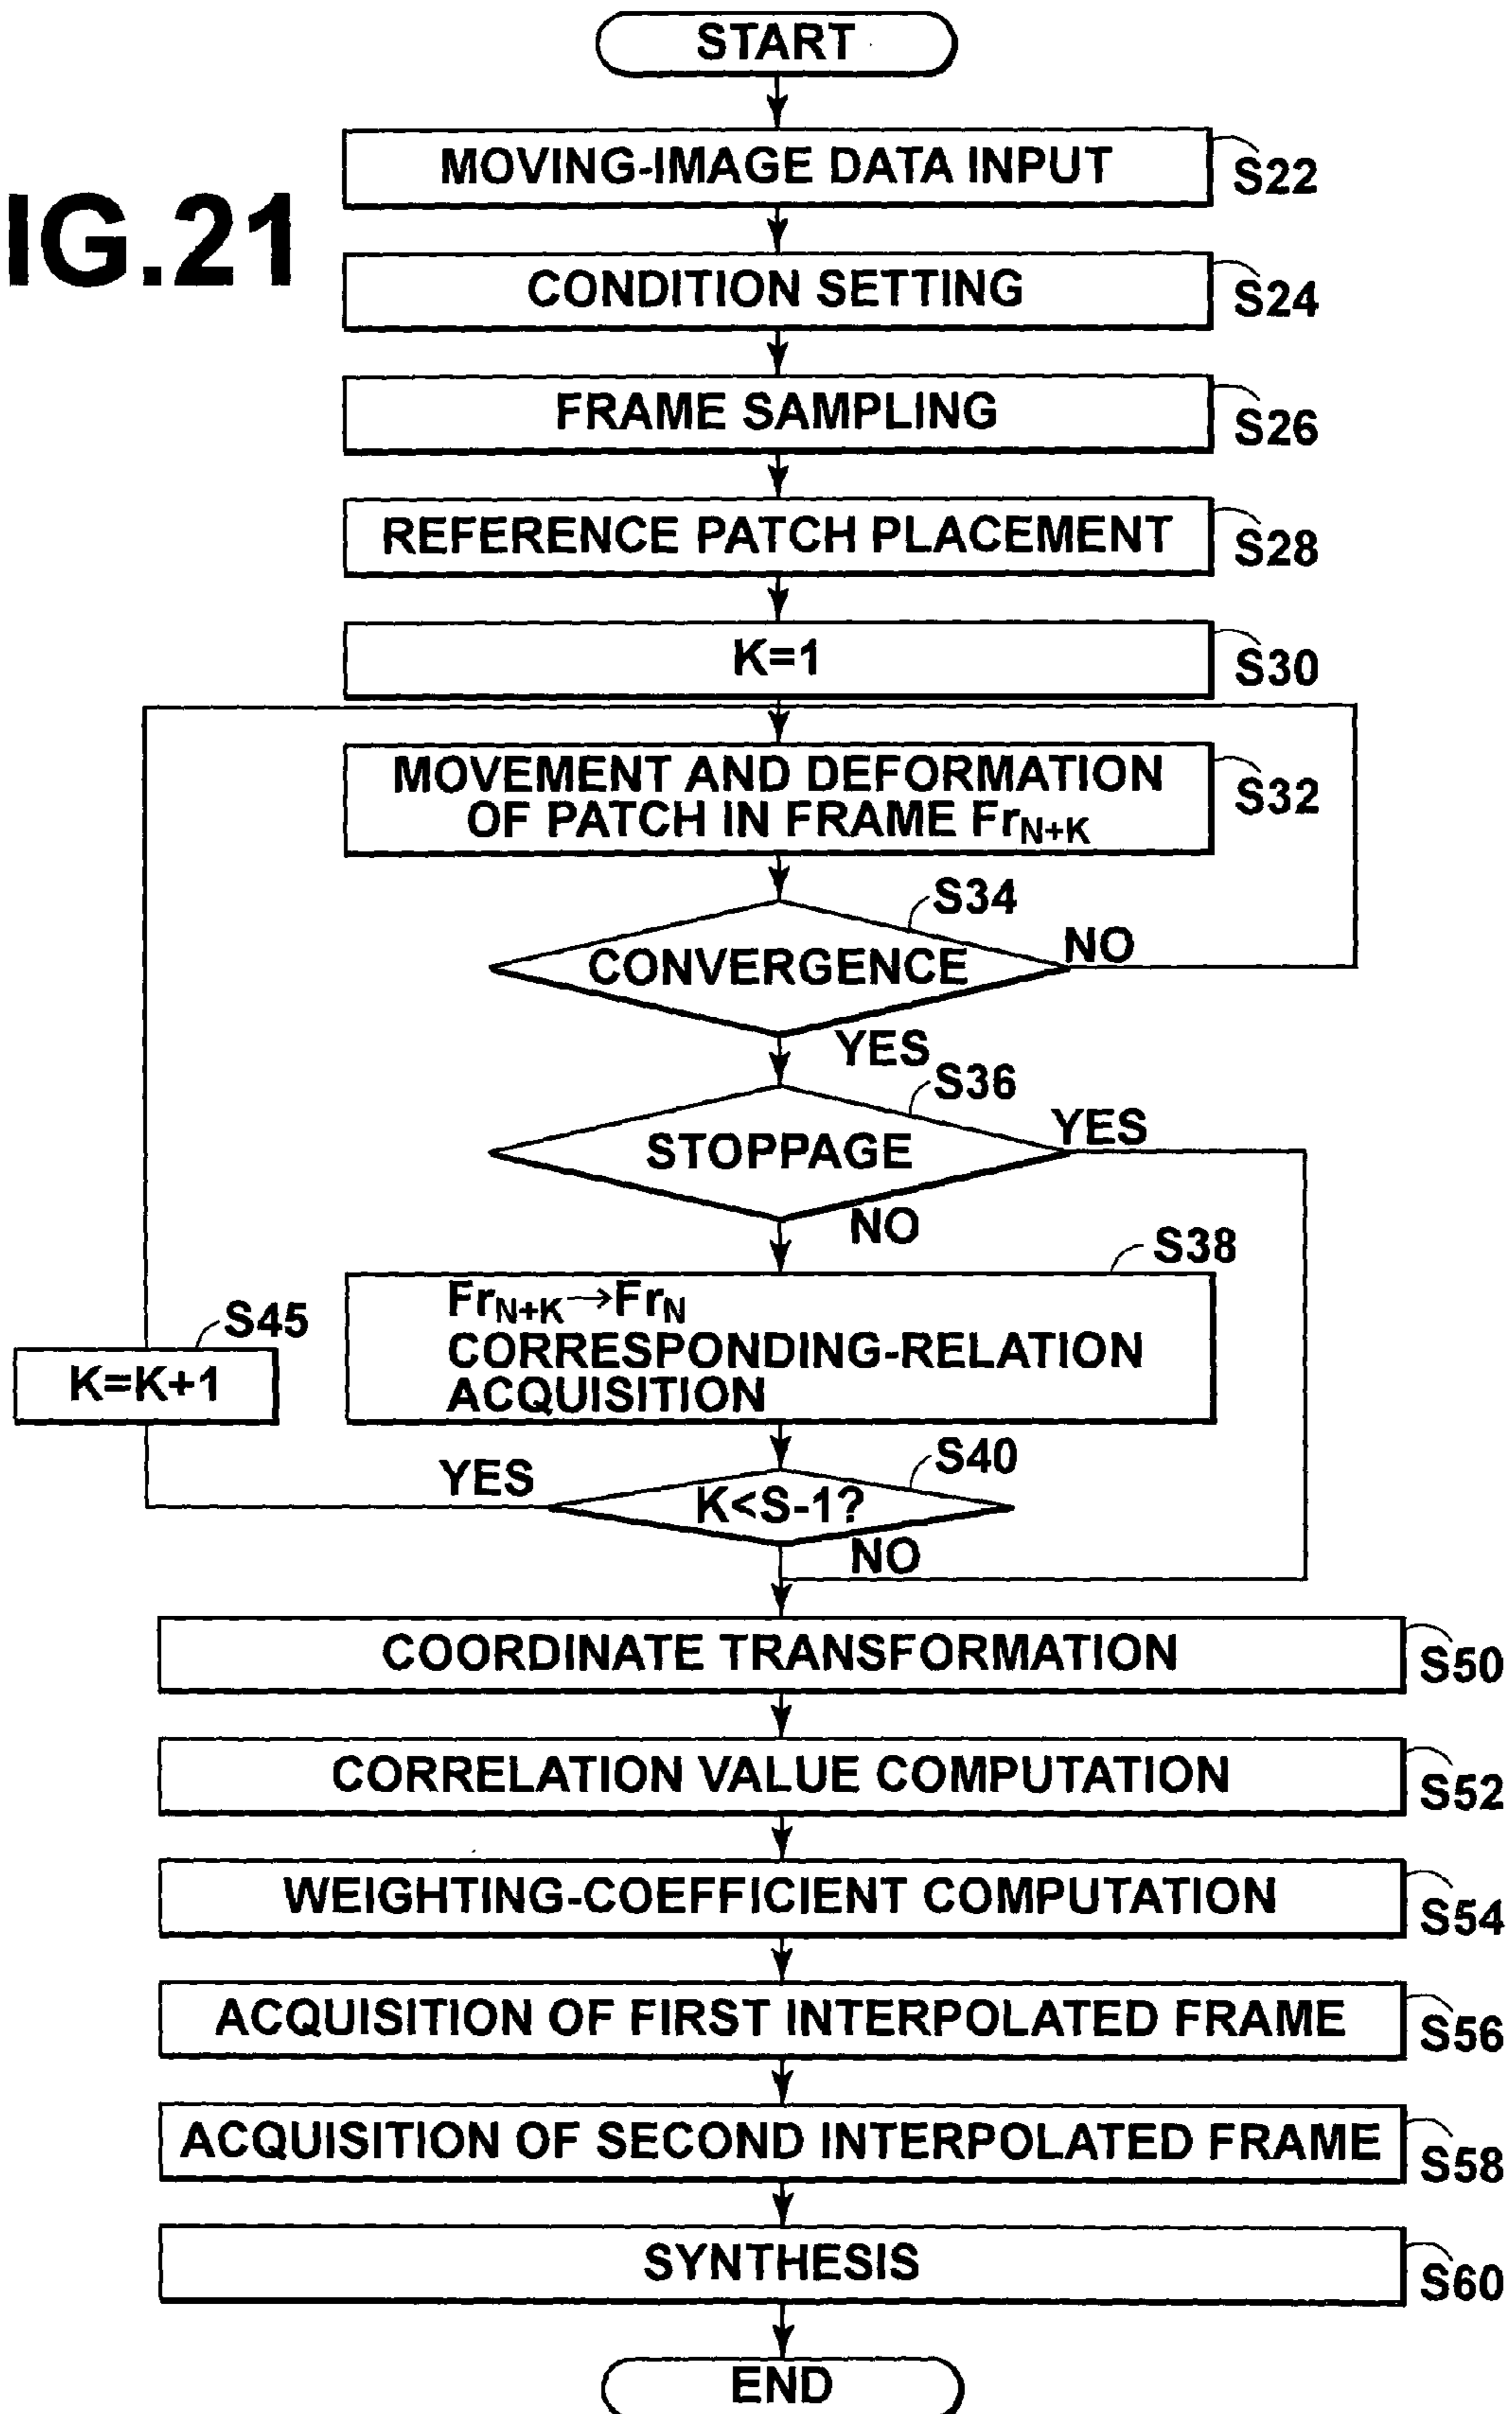 START
MOVING-IMAGE DATA INPUT
S22
IG.21
CONDITION SETTING
S24
FRAME SAMPLING
S26
REFERENCE PATCH PLACEMENT
S28
K=1
S30
MOVEMENT AND DEFORMATION
OF PATCH IN FRAME FrN+K
S32
S34
CONVERGENCE
NO
YES
S36
STOPPAGE
YES
NO
S38
FrN+K→FrN
CORRESPONDING-RELATION
ACQUISITION
S45
K=K+1
S40
YES
K<S-1?
NO
COORDINATE TRANSFORMATION
S50
CORRELATION VALUE COMPUTATION
S52
WEIGHTING-COEFFICIENT COMPUTATION
S54
ACQUISITION OF FIRST INTERPOLATED FRAME
S56
ACQUISITION OF SECOND INTERPOLATED FRAME
S58
SYNTHESIS
S60
END